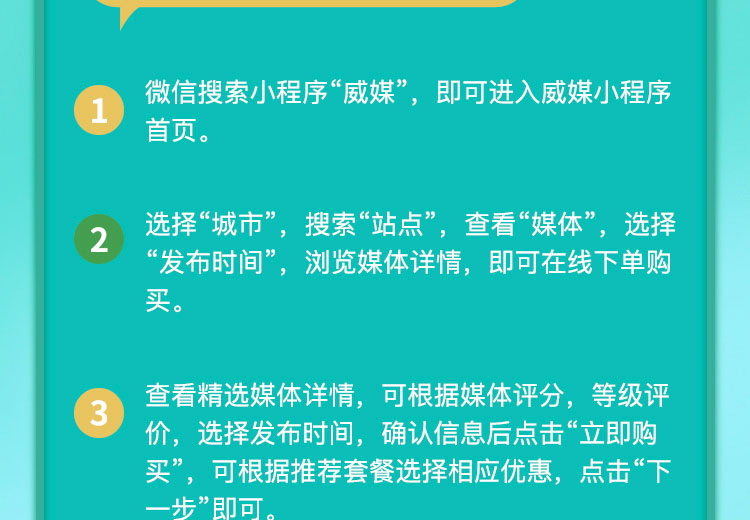 1
微信搜索小程序“威媒”，即可进入威媒小程序
首页。
2
选择“城市”，搜索“站点”，查看“媒体”，选择
“发布时间”，浏览媒体详情，即可在线下单购
买。
3
查看精选媒体详情，可根据媒体评分，等级评
价，选择发布时间，确认信息后点击“立即购
买”，可根据推荐套餐选择相应优惠，点击“下
一步”即可。